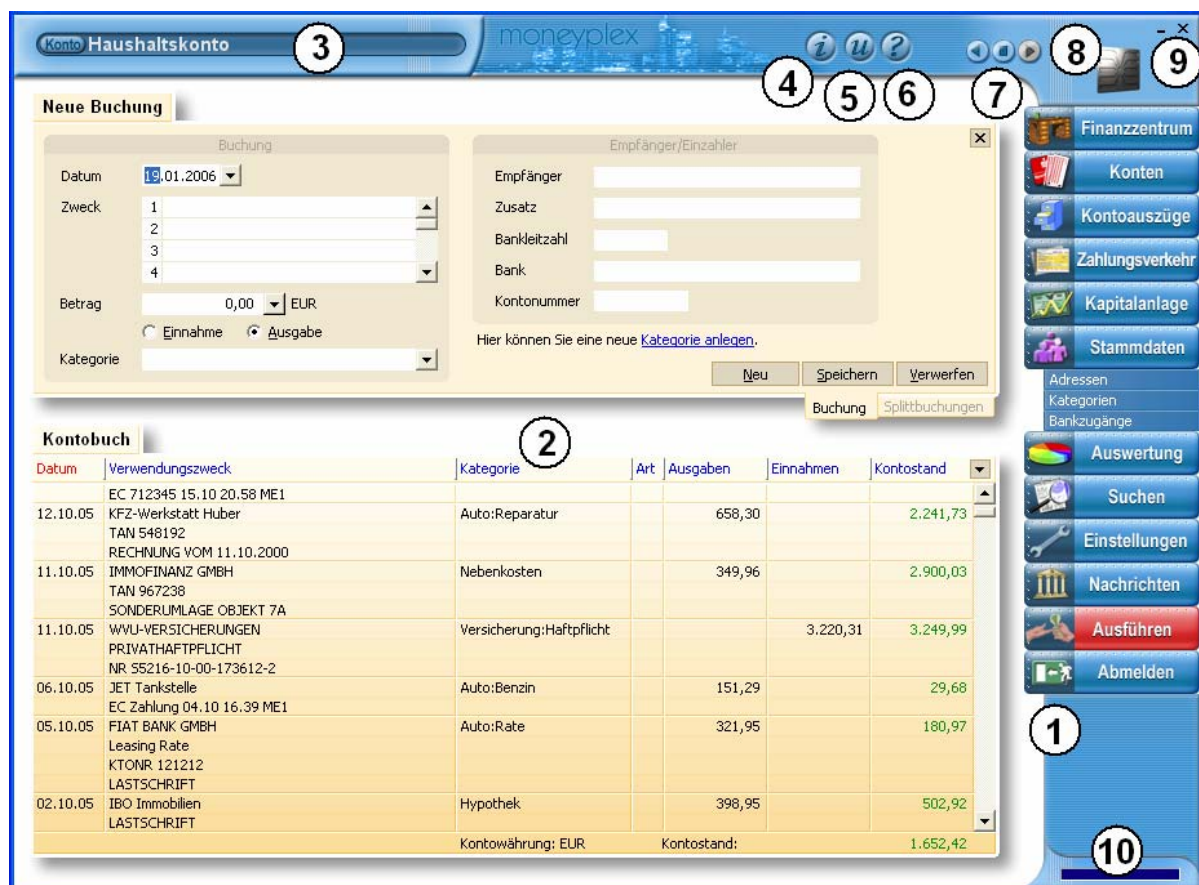 Konto Haushaltskonto
3
moneyplex
i u ?
4
5
6
7
8
9
Neue Buchung
Buchung
Datum 19.01.2006
Zweck 1
2
3
4
Betrag 0,00 EUR
Einnahme Ausgabe
Kategorie
Empfänger/Einzahler
Empfänger
Zusatz
Bankleitzahl
Bank
Kontonummer
Hier können Sie eine neue Kategorie anlegen.
Neu Speichern Verwerfen
Buchung Splittbuchungen
Kontobuch
2
Datum Verwendungszweck Kategorie Art Ausgaben Einnahmen Kontostand
EC 712345 15.10 20.58 ME1
12.10.05 KFZ-Werkstatt Huber Auto:Reparatur 658,30 2.241,73
TAN 548192
RECHNUNG VOM 11.10.2000
11.10.05 IMMOFINANZ GMBH Nebenkosten 349,96 2.900,03
TAN 967238
SONDERUMLAGE OBJEKT 7A
11.10.05 WVU-VERSICHERUNGEN Versicherung:Haftpflicht 3.220,31 3.249,99
PRIVATHAFTPFLICHT
NR S5216-10-00-173612-2
06.10.05 JET Tankstelle Auto:Benzin 151,29 29,68
EC Zahlung 04.10 16.39 ME1
05.10.05 FIAT BANK GMBH Auto:Rate 321,95 180,97
Leasing Rate
KTONR 121212
LASTSCHRIFT
02.10.05 IBO Immobilien Hypothek 398,95 502,92
LASTSCHRIFT
Kontowährung: EUR Kontostand: 1.652,42
Finanzzentrum
Konten
Kontoauszüge
Zahlungsverkehr
Kapitalanlage
Stammdaten
Adressen
Kategorien
Bankzugänge
Auswertung
Suchen
Einstellungen
Nachrichten
Ausführen
Abmelden
1
10